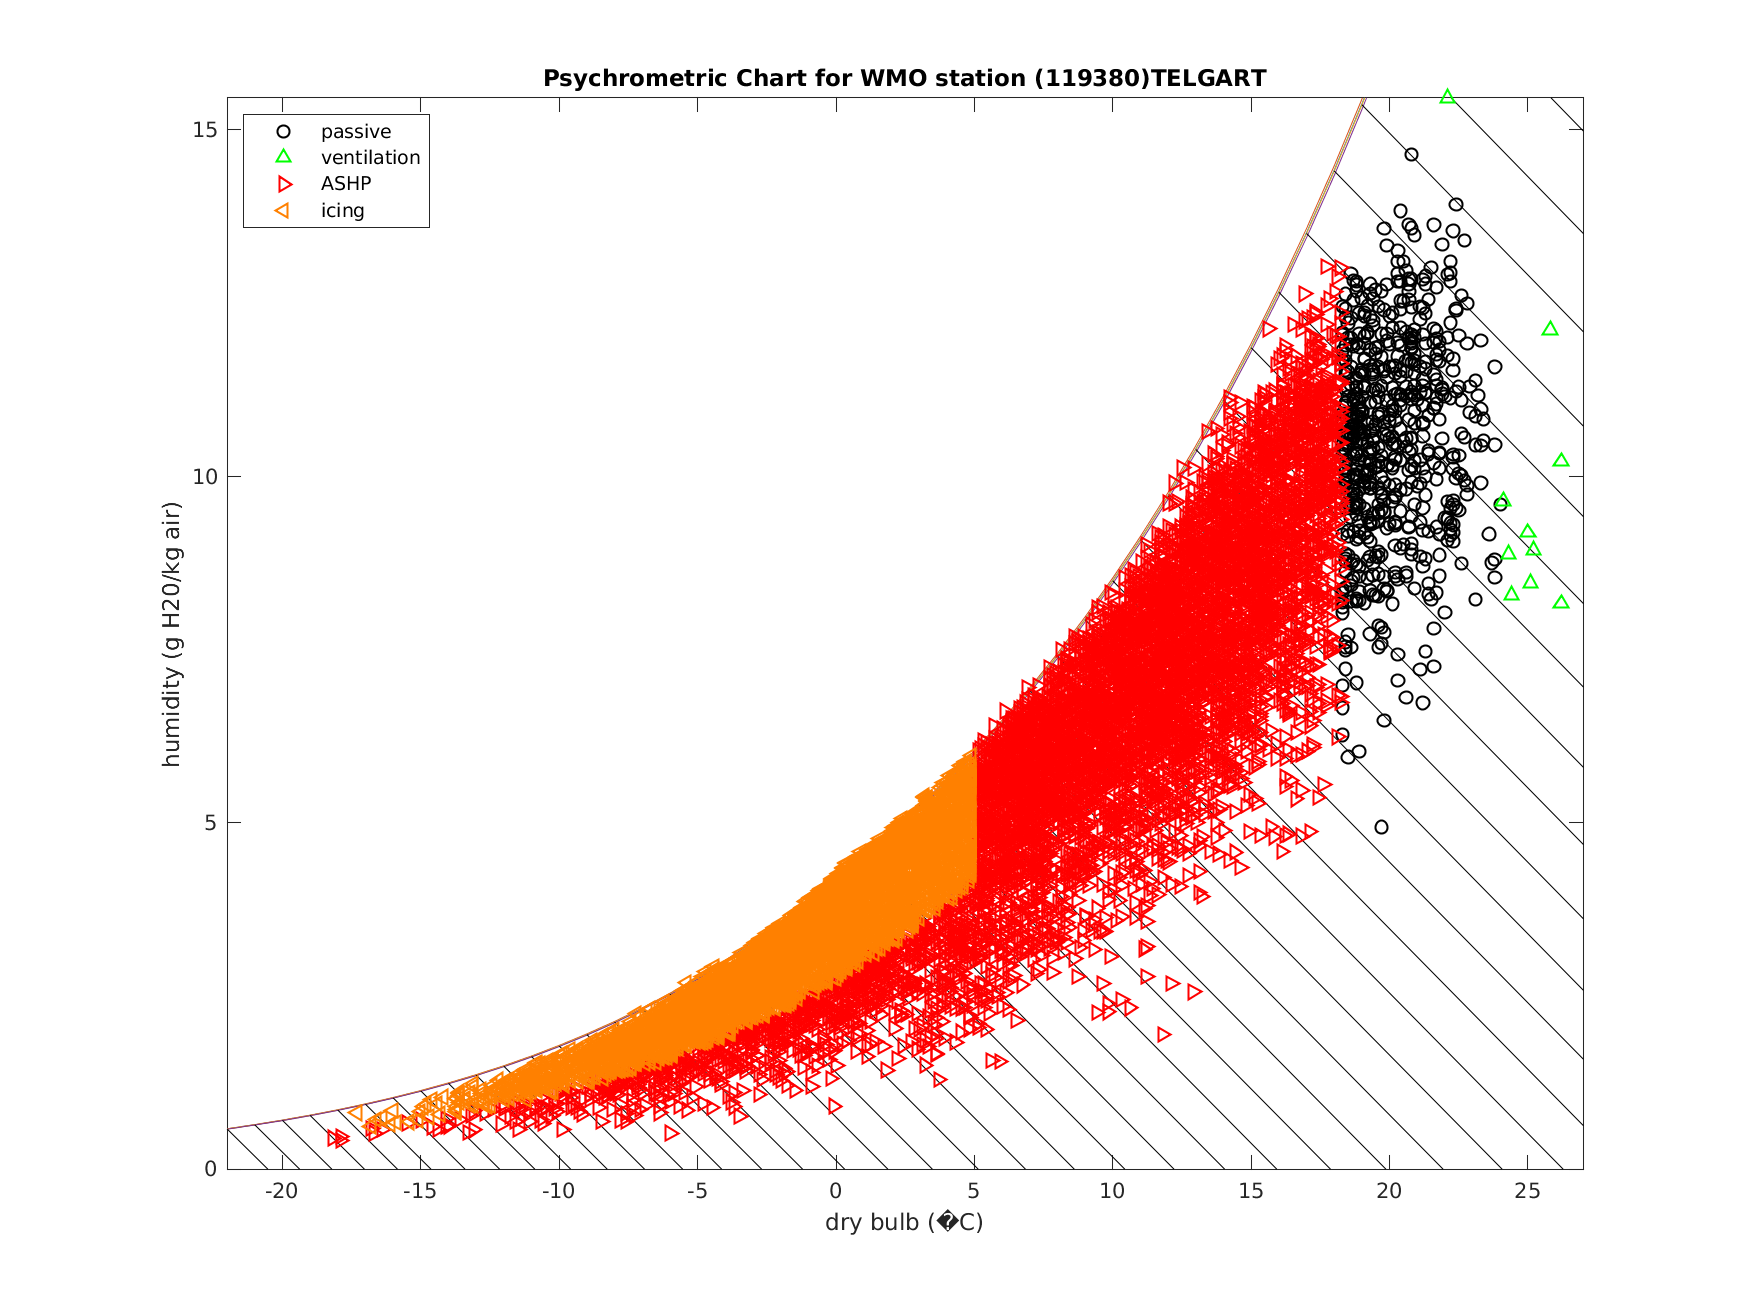 Psychrometric Chart for WMO station (119380)TELGART
passive
ventilation
ASHP
icing
humidity (g H20/kg air)
15
10
5
0
-20 -15 -10 -5 0 5 10 15 20 25
dry bulb (�C)